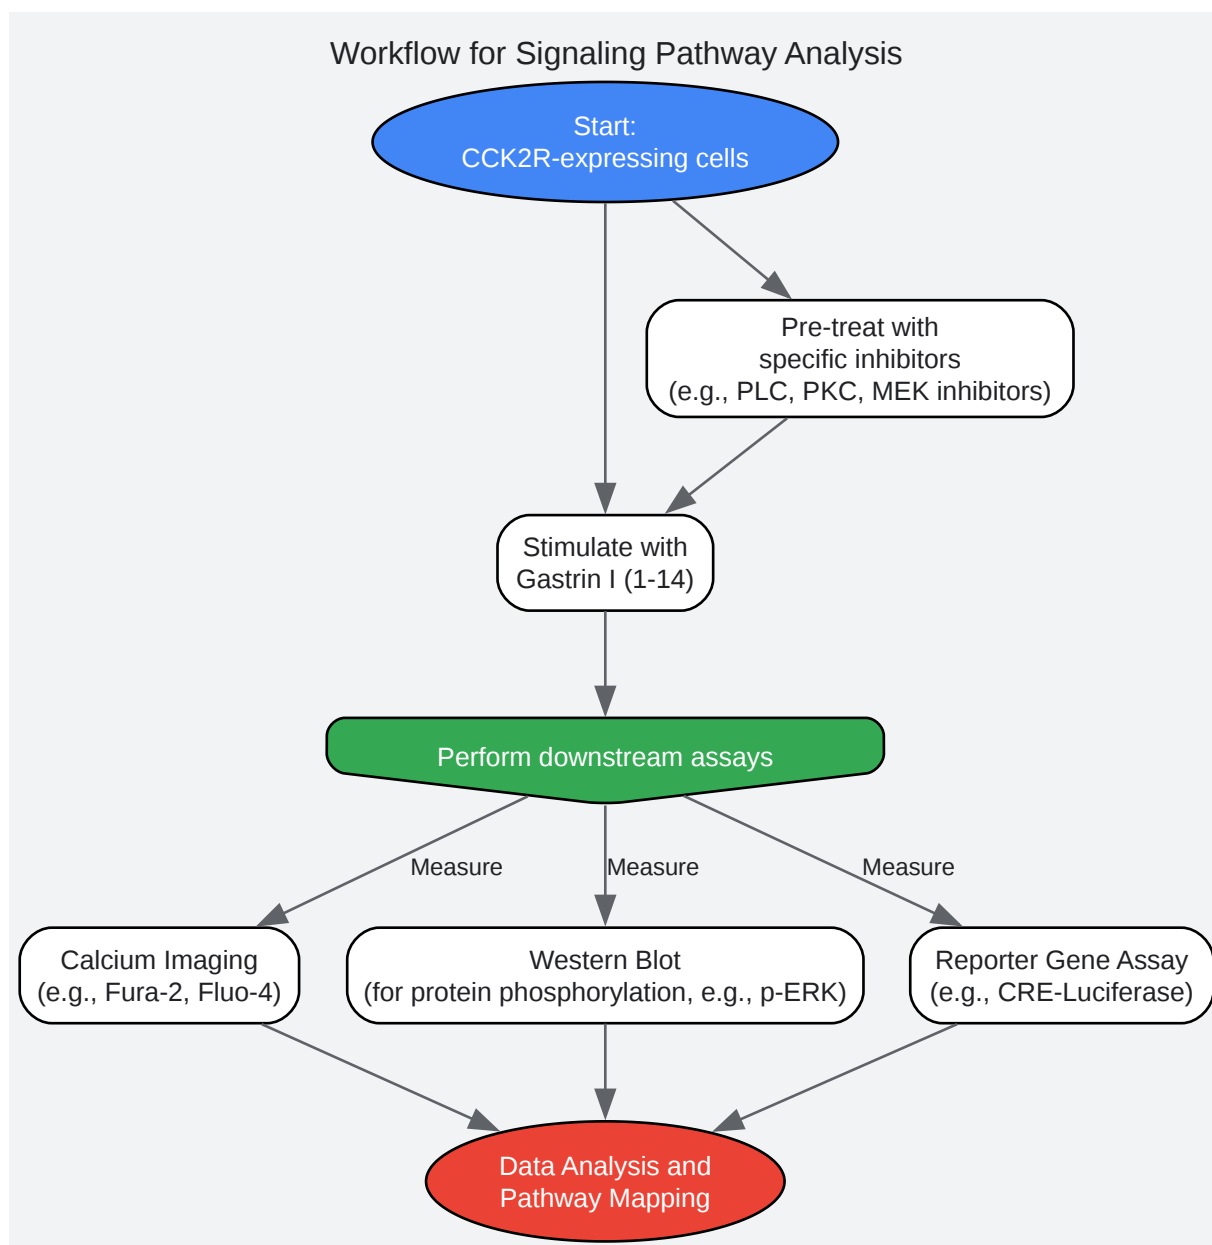 Workflow for Signaling Pathway Analysis
Start:
CCK2R-expressing cells
Pre-treat with
specific inhibitors
(e.g., PLC, PKC, MEK inhibitors)
Stimulate with
Gastrin I (1-14)
Perform downstream assays
Measure
Measure
Measure
Calcium Imaging
(e.g., Fura-2, Fluo-4)
Western Blot
(for protein phosphorylation, e.g., p-ERK)
Reporter Gene Assay
(e.g., CRE-Luciferase)
Data Analysis and
Pathway Mapping